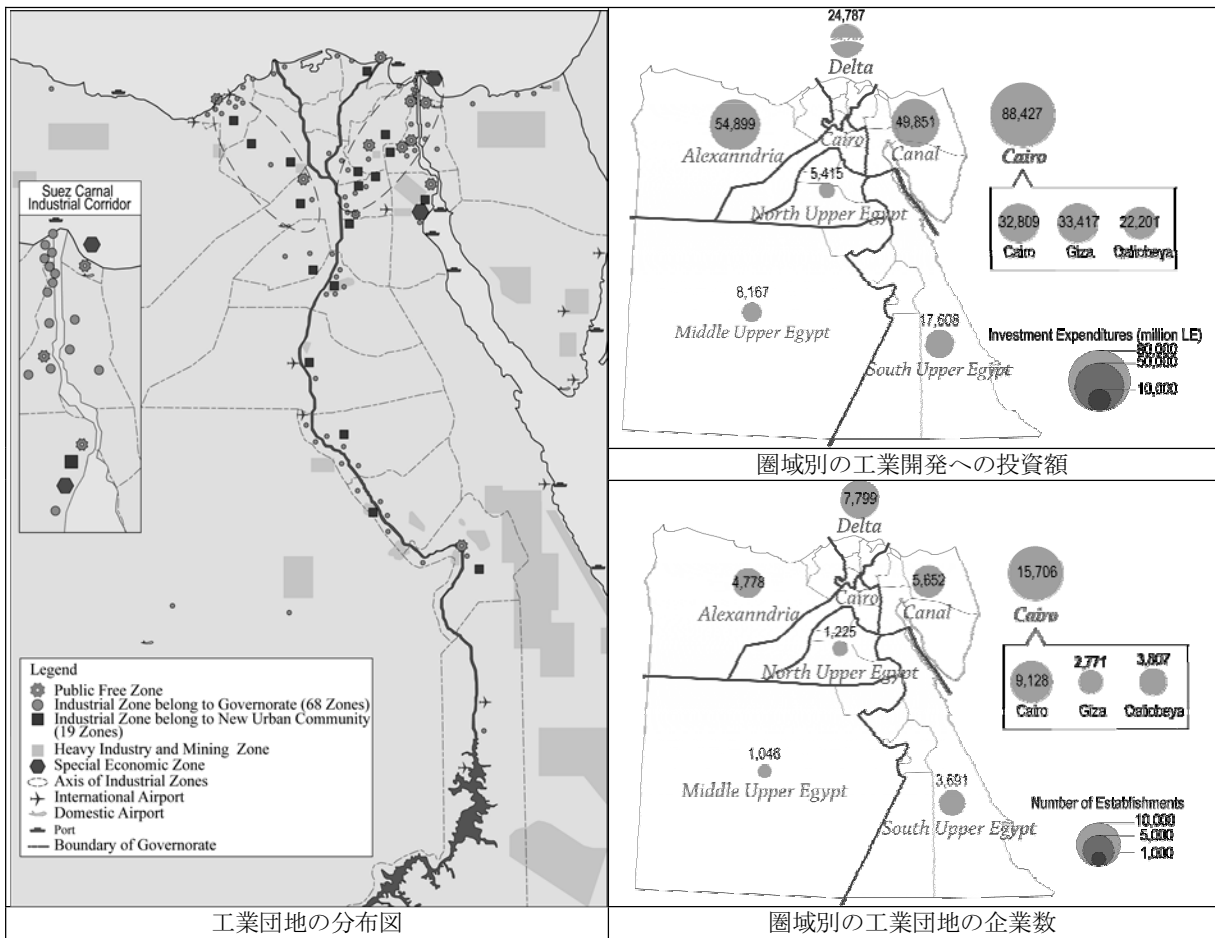 Suez Carnal
Industrial Corridor
Legend
Public Free Zone
Industrial Zone belong to Governorate (68 Zones)
Industrial Zone belong to New Urban Community
(19 Zones)
Heavy Industry and Mining Zone
Special Economic Zone
Axis of Industrial Zones
International Airport
Domestic Airport
Port
Boundary of Governorate
工業団地の分布図
24,787
Delta
54,899
Alexanndria
Cairo
49,851
Canal
88,427
Cairo
5,415
North Upper Egypt
32,809
33,417
22,201
Cairo
Giza
Qaliobeya
8,167
Middle Upper Egypt
17,608
South Upper Egypt
Investment Expenditures (million LE)
50,000
10,000
圏域別の工業開発への投資額
7,799
Delta
4,778
Alexanndria
Cairo
5,652
Canal
15,706
Cairo
1,225
North Upper Egypt
9,128
2,771
3,807
Cairo
Giza
Qaliobeya
1,046
Middle Upper Egypt
3,691
South Upper Egypt
Number of Establishments
10,000
5,000
1,000
圏域別の工業団地の企業数